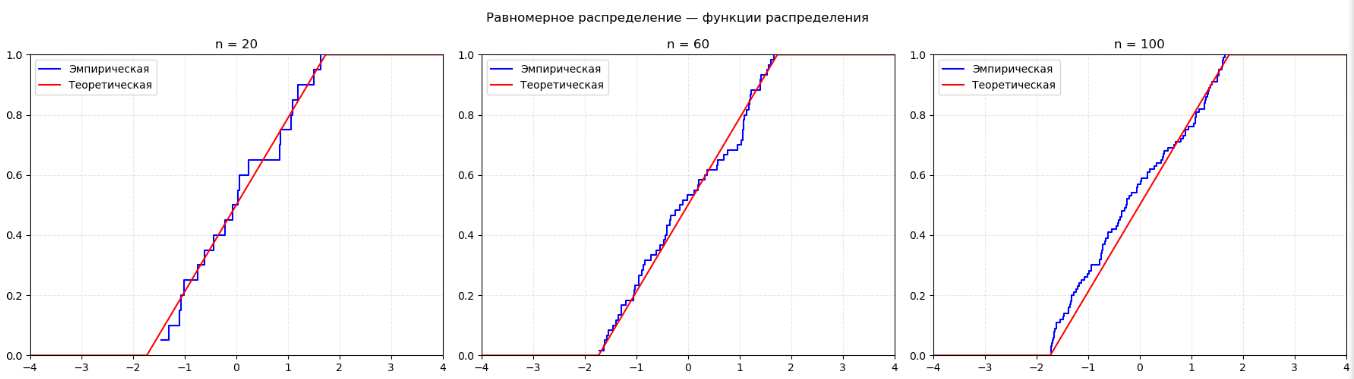 Равномерное распределение — функции распределения
n = 20
1.0
0.8
0.6
0.4
0.2
0.0
−4 −3 −2 −1 0 1 2 3 4
Эмпирическая
Теоретическая
n = 60
1.0
0.8
0.6
0.4
0.2
0.0
−4 −3 −2 −1 0 1 2 3 4
Эмпирическая
Теоретическая
n = 100
1.0
0.8
0.6
0.4
0.2
0.0
−4 −3 −2 −1 0 1 2 3 4
Эмпирическая
Теоретическая